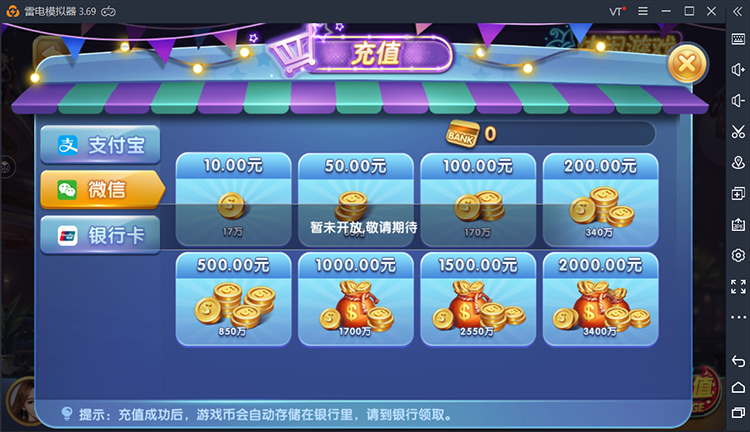 雷电模拟器 3.69
VT
充值
支付宝
微信
银行卡
BANK 0
10.00元
17万
50.00元
100.00元
170万
200.00元
340万
暂未开放,敬请期待
500.00元
850万
1000.00元
1700万
1500.00元
2550万
2000.00元
3400万
提示：充值成功后，游戏币会自动存储在银行里，请到银行领取。
值